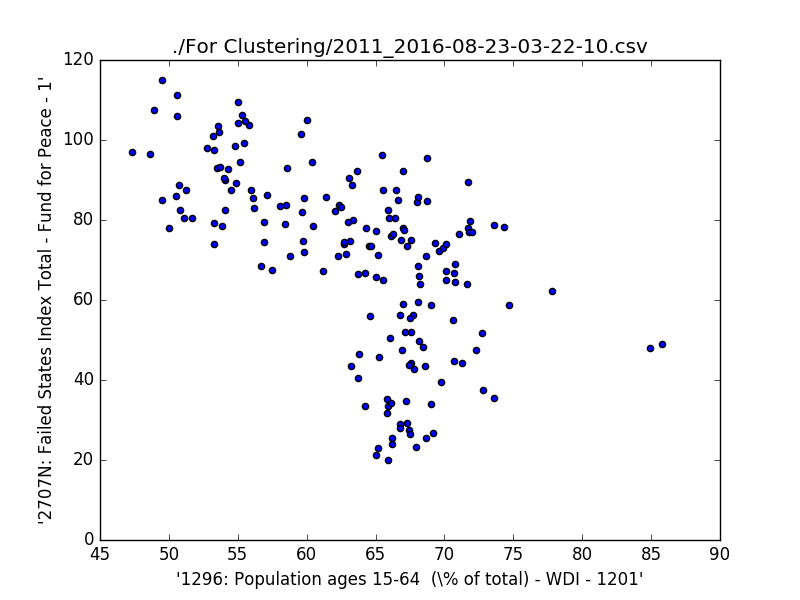 ./For Clustering/2011_2016-08-23-03-22-10.csv
'2707N: Failed States Index Total - Fund for Peace - 1'
120
100
80
60
40
20
0
45 50 55 60 65 70 75 80 85 90
'1296: Population ages 15-64 (\% of total) - WDI - 1201'